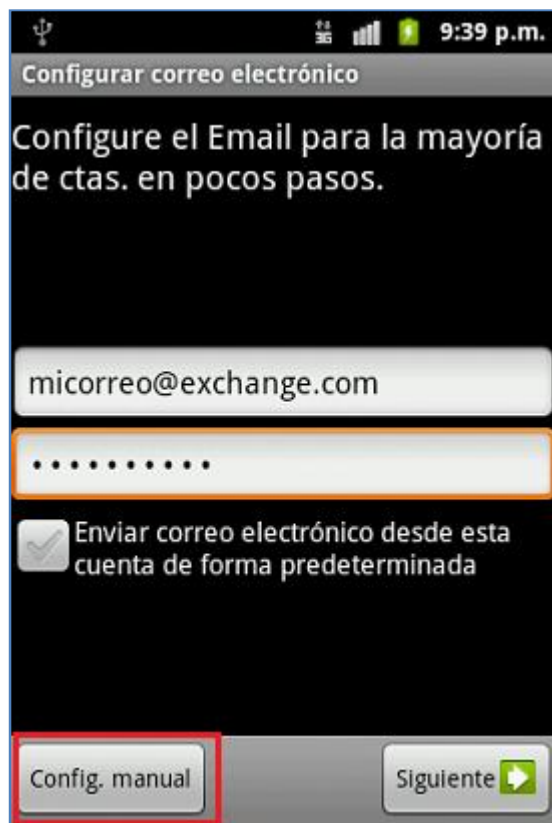 3G 9:39 p.m.
Configurar correo electrónico
Configure el Email para la mayoría
de ctas. en pocos pasos.
micorreo@exchange.com
••••••••••
Enviar correo electrónico desde esta
cuenta de forma predeterminada
Config. manual
Siguiente